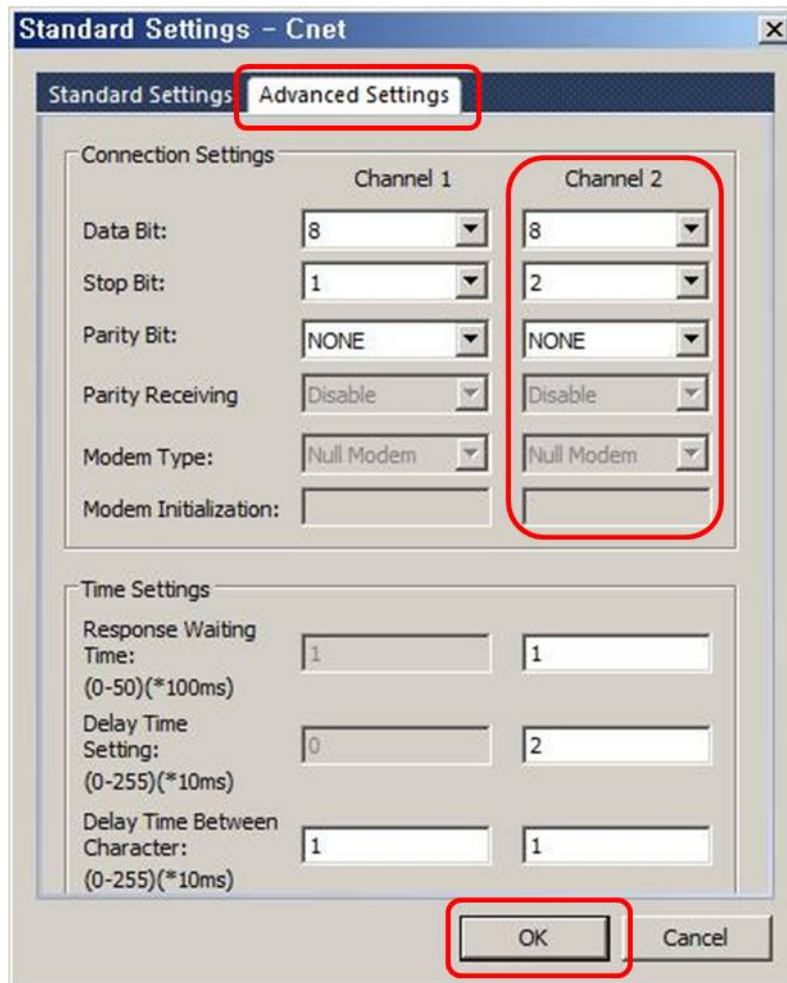 Standard Settings – Cnet
Standard Settings Advanced Settings
Connection Settings
Channel 1 Channel 2
Data Bit: 8 8
Stop Bit: 1 2
Parity Bit: NONE NONE
Parity Receiving Disable Disable
Modem Type: Null Modem Null Modem
Modem Initialization:
Time Settings
Response Waiting
Time: 1 1
(0-50)(*100ms)
Delay Time
Setting: 0 2
(0-255)(*10ms)
Delay Time Between
Character: 1 1
(0-255)(*10ms)
OK Cancel